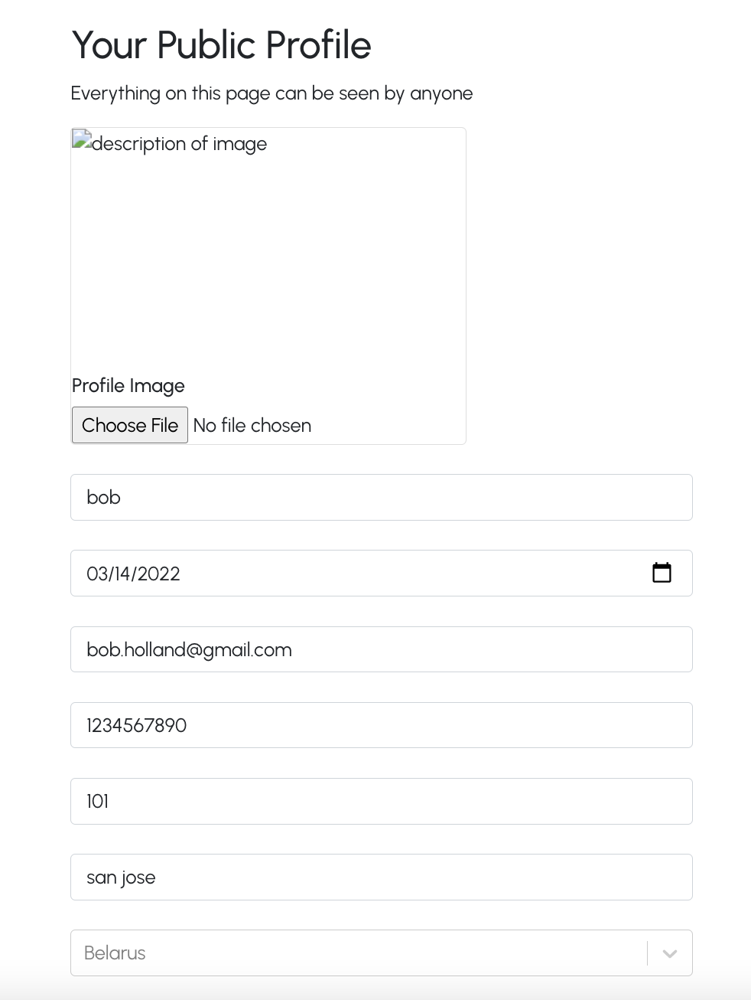 Your Public Profile
Everything on this page can be seen by anyone
description of image
Profile Image
Choose File No file chosen
bob
03/14/2022
bob.holland@gmail.com
1234567890
101
san jose
Belarus